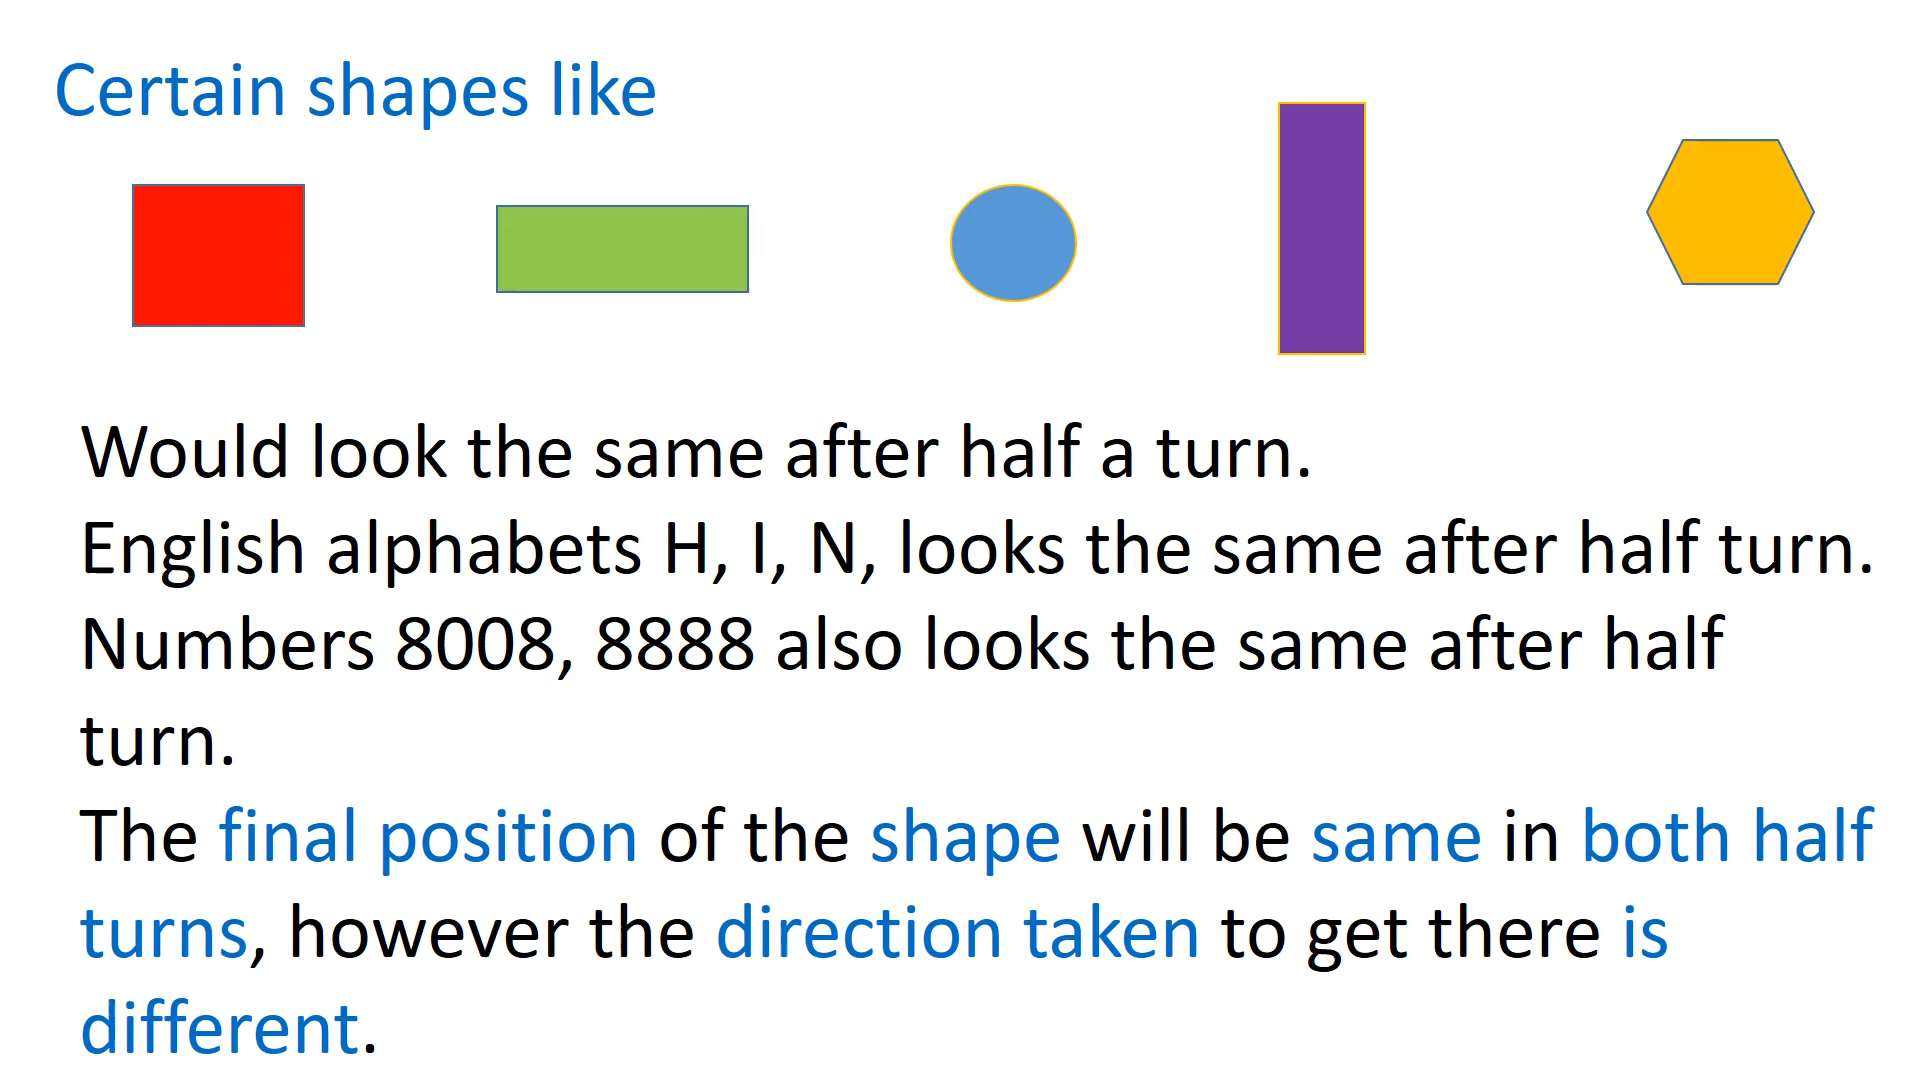 Certain shapes like
Would look the same after half a turn.
English alphabets H, I, N, looks the same after half turn.
Numbers 8008, 8888 also looks the same after half
turn.
The final position of the shape will be same in both half
turns, however the direction taken to get there is
different.